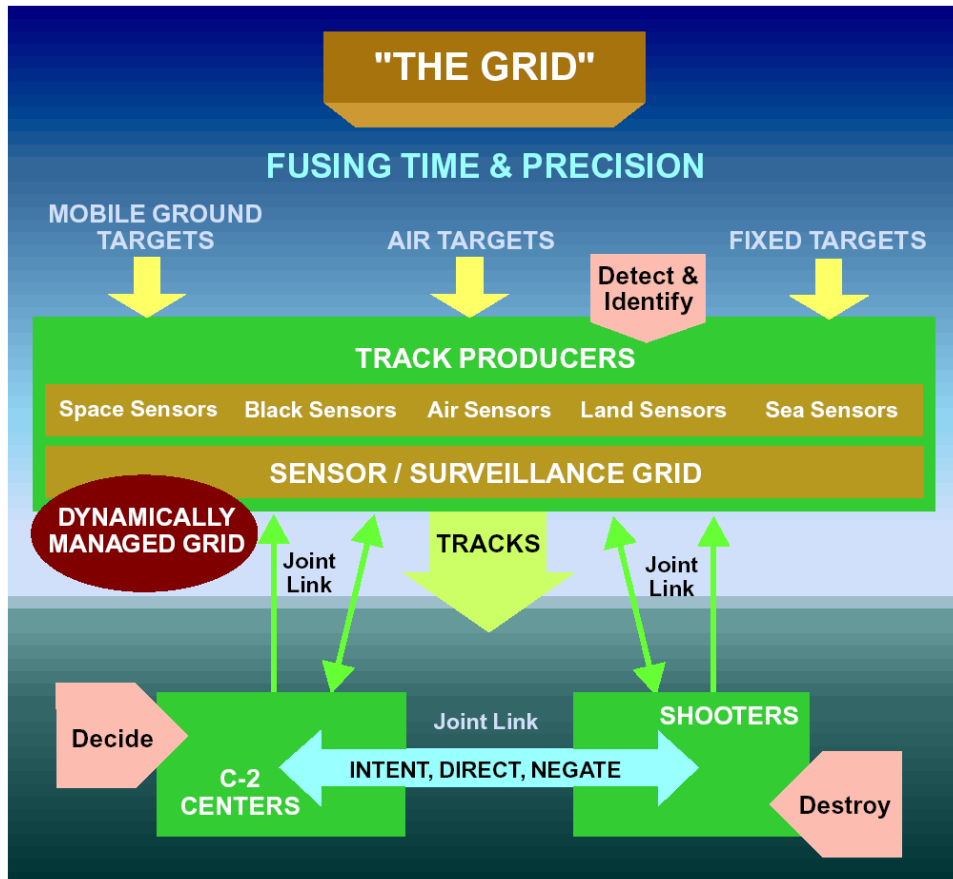 "THE GRID"
FUSING TIME & PRECISION
MOBILE GROUND
TARGETS
AIR TARGETS
FIXED TARGETS
Detect &
Identify
TRACK PRODUCERS
Space Sensors
Black Sensors
Air Sensors
Land Sensors
Sea Sensors
SENSOR / SURVEILLANCE GRID
DYNAMICALLY
MANAGED GRID
Joint
Link
TRACKS
Joint
Link
Decide
C-2
CENTERS
Joint Link
INTENT, DIRECT, NEGATE
SHOOTERS
Destroy